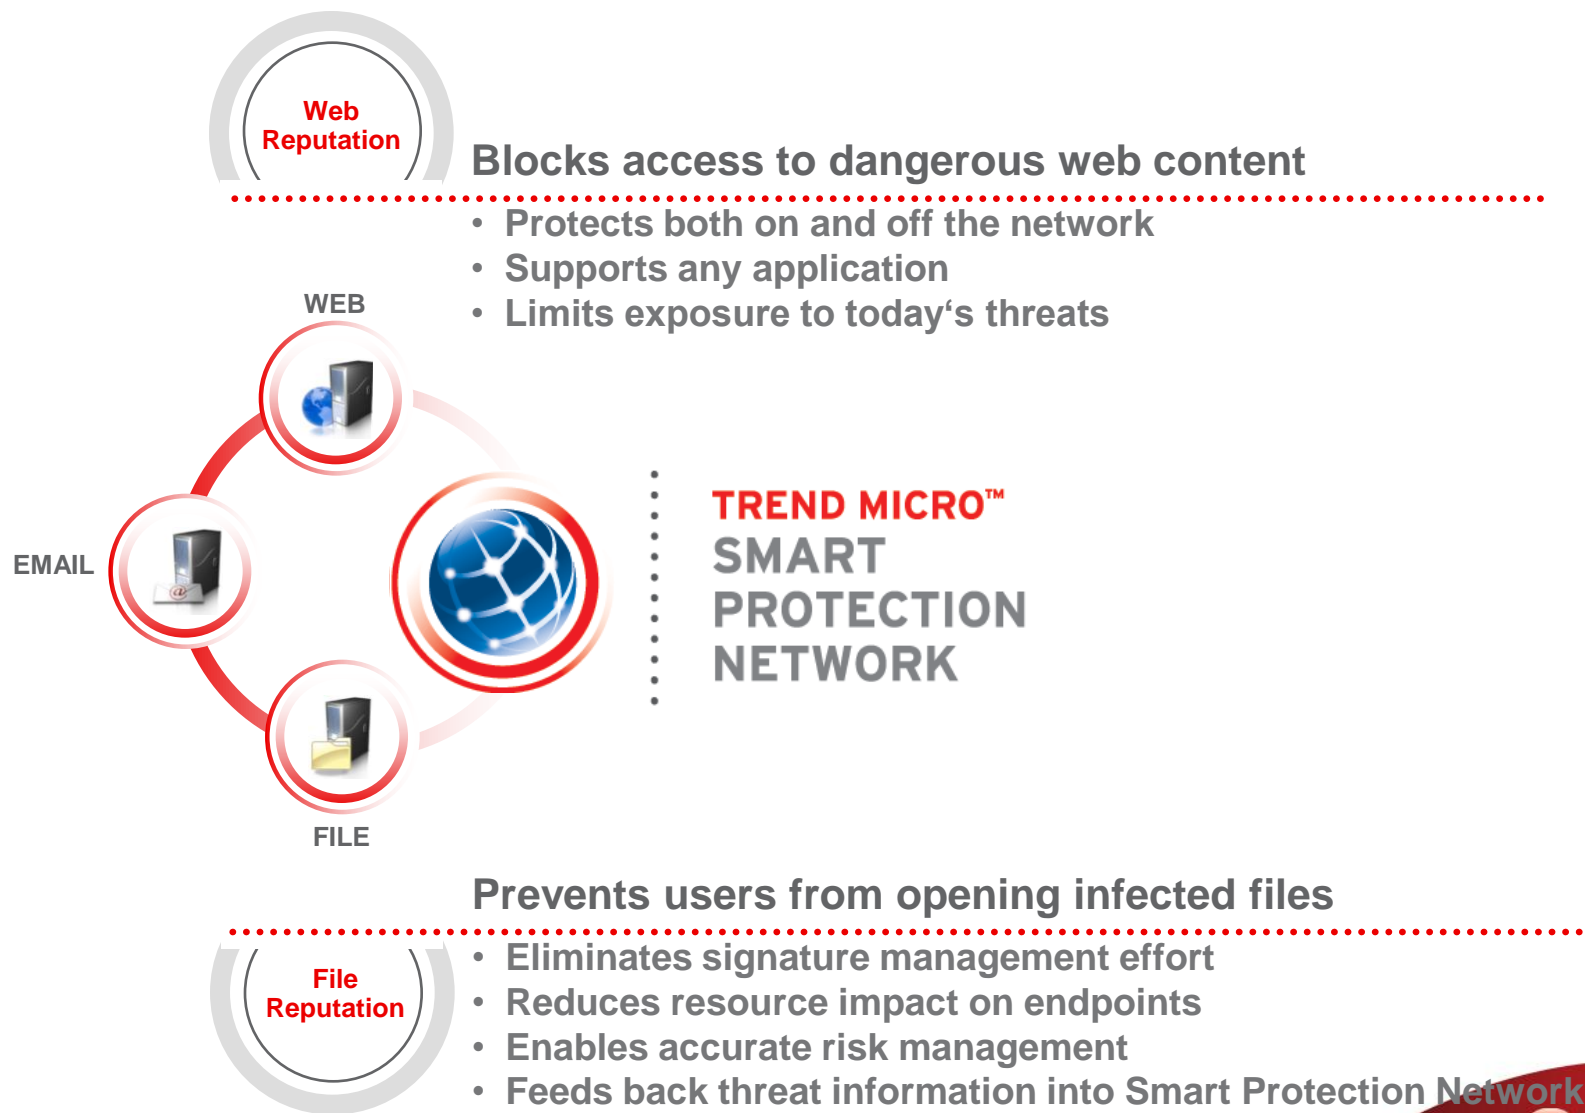 Web
Reputation
Blocks access to dangerous web content
• Protects both on and off the network
• Supports any application
• Limits exposure to today‘s threats
WEB
EMAIL
@
TREND MICRO™
SMART
PROTECTION
NETWORK
FILE
Prevents users from opening infected files
File
Reputation
• Eliminates signature management effort
• Reduces resource impact on endpoints
• Enables accurate risk management
• Feeds back threat information into Smart Protection Network